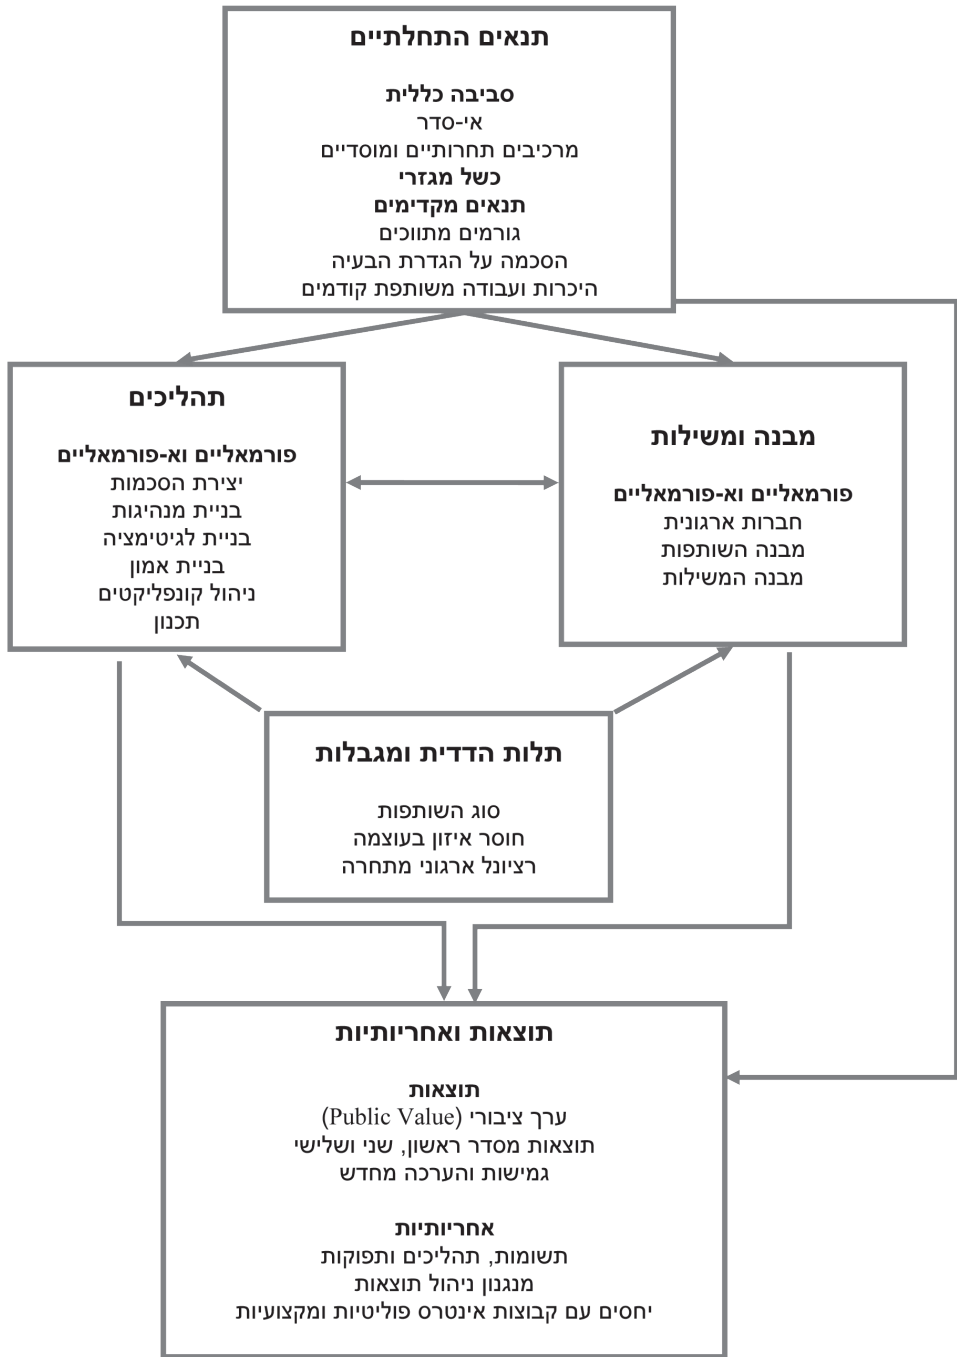 תנאים התחלתיים
סביבה כללית
אי-סדר
מרכיבים תחרותיים ומוסדיים
כשל מגזרי
תנאים מקדימים
גורמים מתווכים
הסכמה על הגדרת הבעיה
היכרות ועבודה משותפת קודמים
מבנה ומשילות
פורמאליים וא-פורמאליים
חברות ארגונית
מבנה השותפות
מבנה המשילות
תהליכים
פורמאליים וא-פורמאליים
יצירת הסכמות
בניית מנהיגות
בניית לגיטימציה
בניית אמון
ניהול קונפליקטים
תכנון
תלות הדדית ומגבלות
סוג השותפות
חוסר איזון בעוצמה
רציונל ארגוני מתחרה
תוצאות ואחריותיות
תוצאות
ערך ציבורי (Public Value)
תוצאות מסדר ראשון, שני ושלישי
גמישות והערכה מחדש
אחריותיות
תשומות, תהליכים ותפוקות
מנגנון ניהול תוצאות
יחסים עם קבוצות אינטרס פוליטיות ומקצועיות